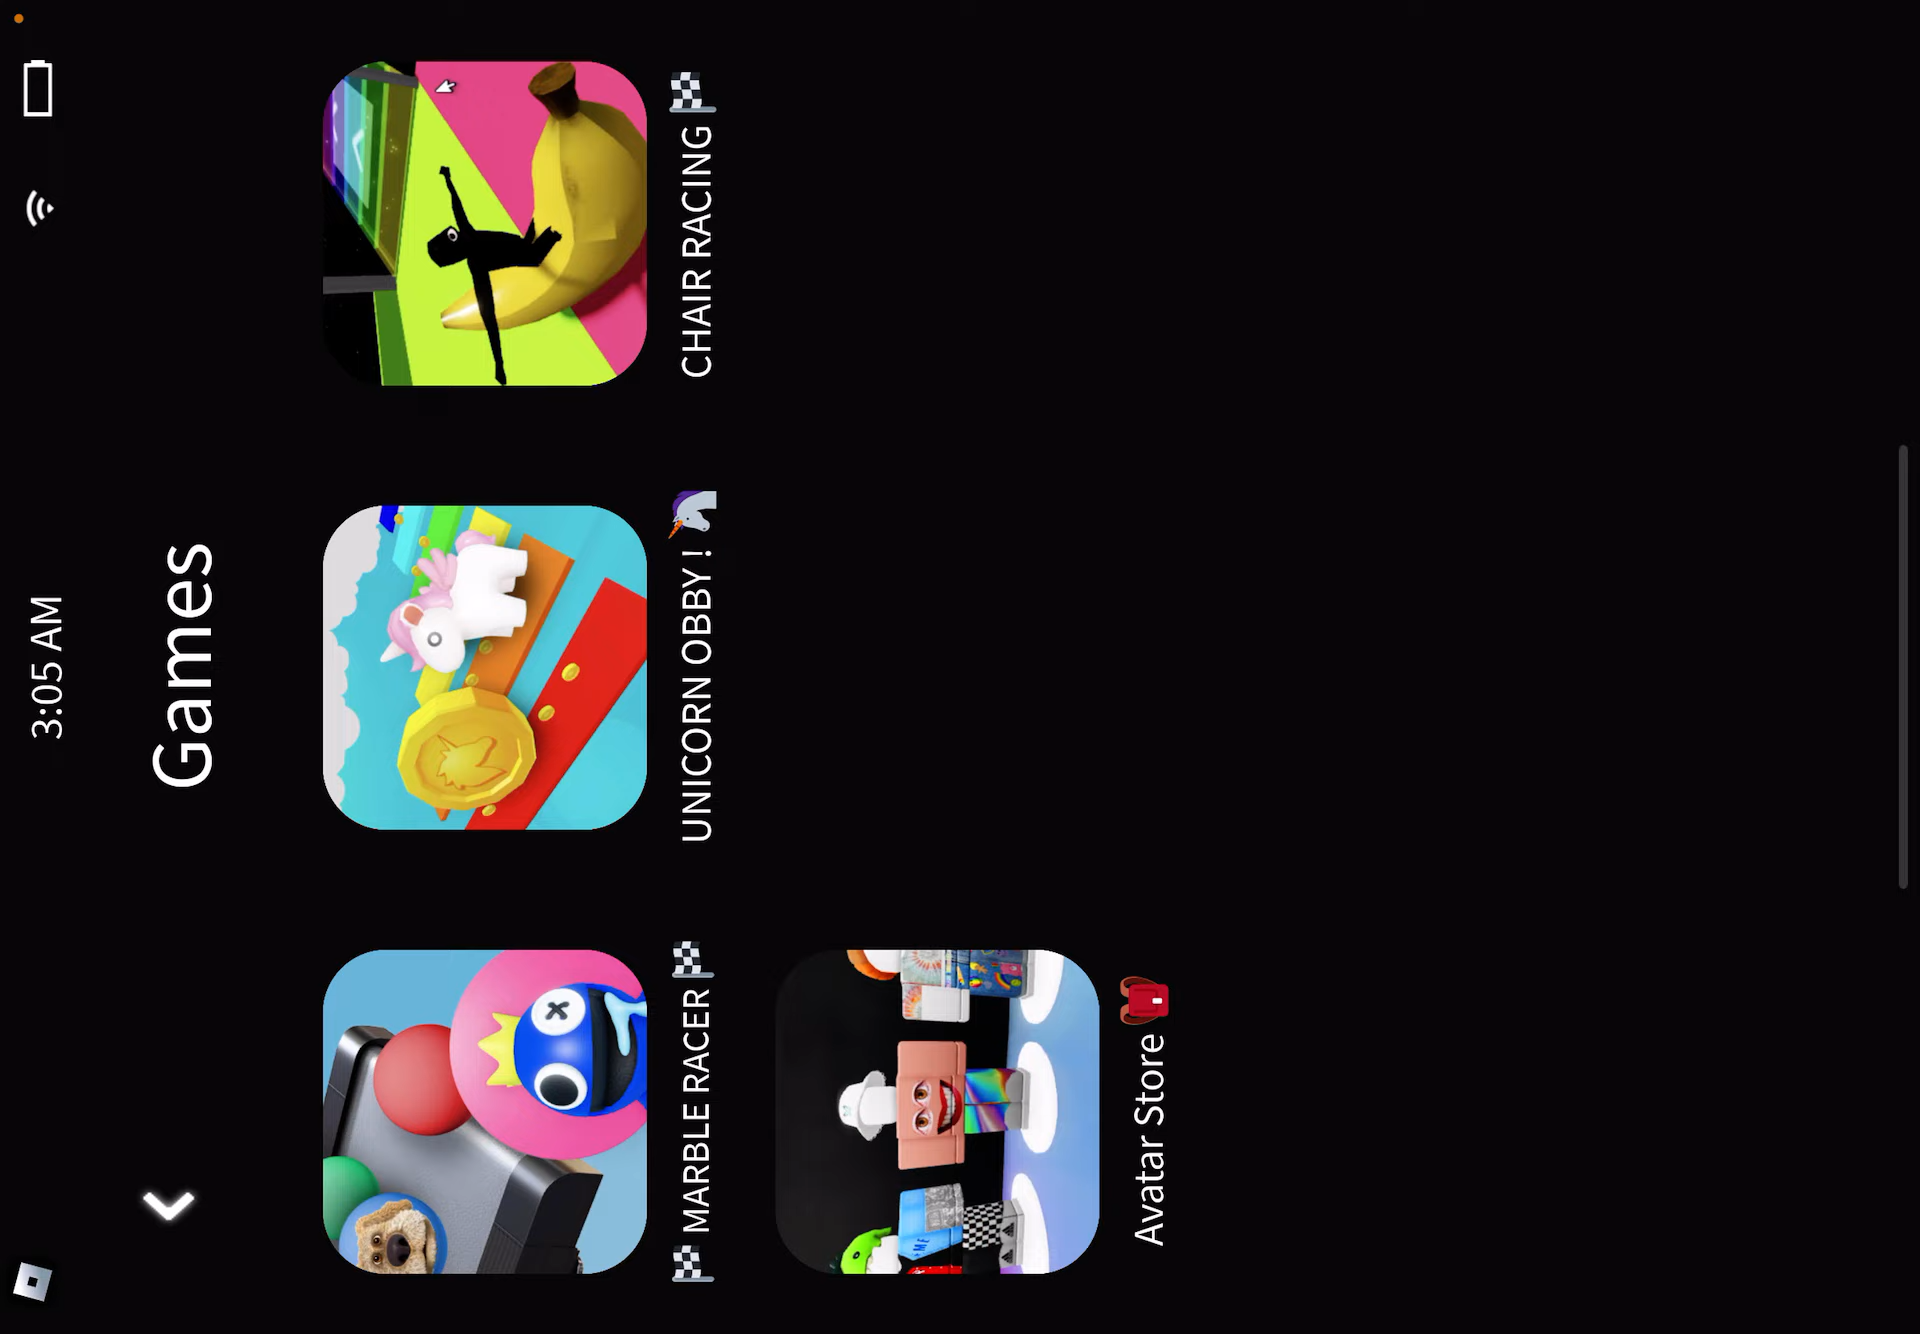 3:05 AM
Games
🏁 MARBLE RACER 🏁
UNICORN OBBY ! 🦄
CHAIR RACING 🏁
Avatar Store 🎒